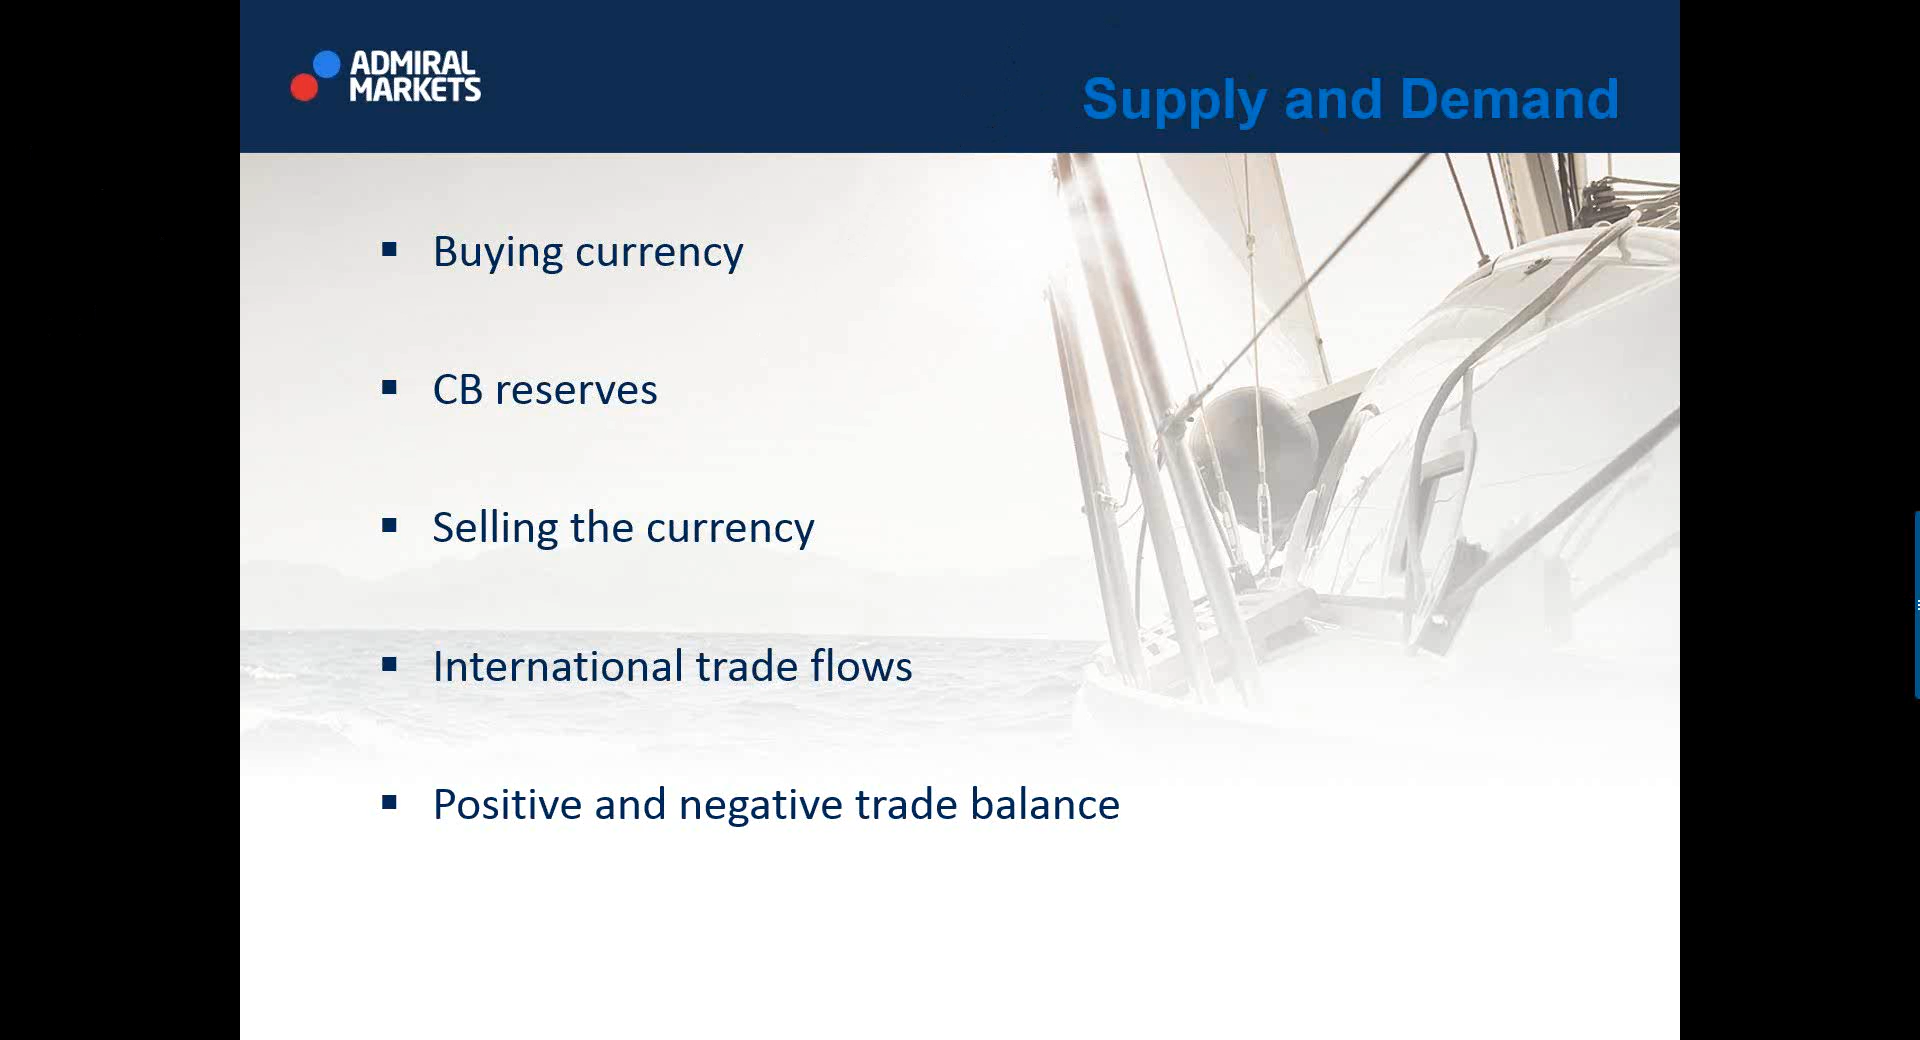 ADMIRAL
MARKETS
Supply and Demand
▪ Buying currency
▪ CB reserves
▪ Selling the currency
▪ International trade flows
▪ Positive and negative trade balance